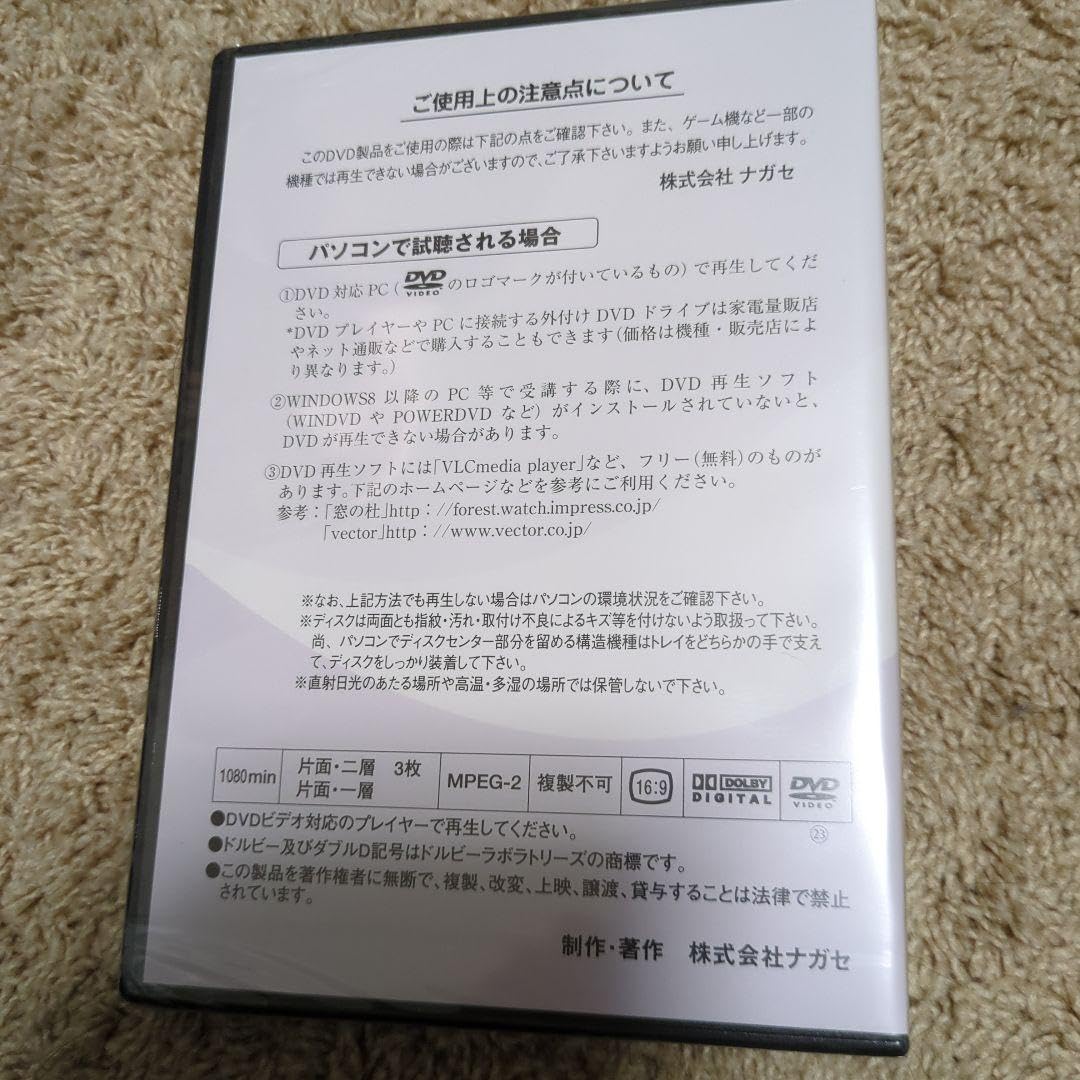 ご使用上の注意点について
このDVD製品をご使用の際は下記の点をご確認下さい。また、ゲーム機など一部の
機種では再生できない場合がございますので、ご了承下さいますようお願い申し上げます。
株式会社 ナガセ
パソコンで試聴される場合
①DVD 対応 PC (DVD VIDEO のロゴマークが付いているもの) で再生してくだ
さい。
*DVD プレイヤーや PC に接続する外付け DVD ドライブは家電量販店
やネット通販などで購入することもできます(価格は機種・販売店によ
り異なります。)
②WINDOWS8 以降の PC 等で受講する際に、DVD 再生ソフト
(WINDVD や POWERDVD など) がインストールされていないと、
DVD が再生できない場合があります。
③DVD 再生ソフトには「VLCmedia player」など、フリー(無料)のものが
あります。下記のホームページなどを参考にご利用ください。
参考:「窓の杜」http://forest.watch.impress.co.jp/
「vector」http://www.vector.co.jp/
※なお、上記方法でも再生しない場合はパソコンの環境状況をご確認下さい。
※ディスクは両面とも指紋・汚れ・取付け不良によるキズ等を付けないよう取扱って下さい。
尚、パソコンでディスクセンター部分を留める構造機種はトレイをどちらかの手で支え
て、ディスクをしっかり装着して下さい。
※直射日光のあたる場所や高温・多湿の場所では保管しないで下さい。
1080min 片面・二層 3枚 片面・一層 MPEG-2 複製不可 16:9 DOLBY DIGITAL DVD VIDEO
㉓
●DVDビデオ対応のプレイヤーで再生してください。
●ドルビー及びダブルD記号はドルビーラボラトリーズの商標です。
●この製品を著作権者に無断で、複製、改変、上映、譲渡、貸与することは法律で禁止
されています。
制作・著作 株式会社ナガセ